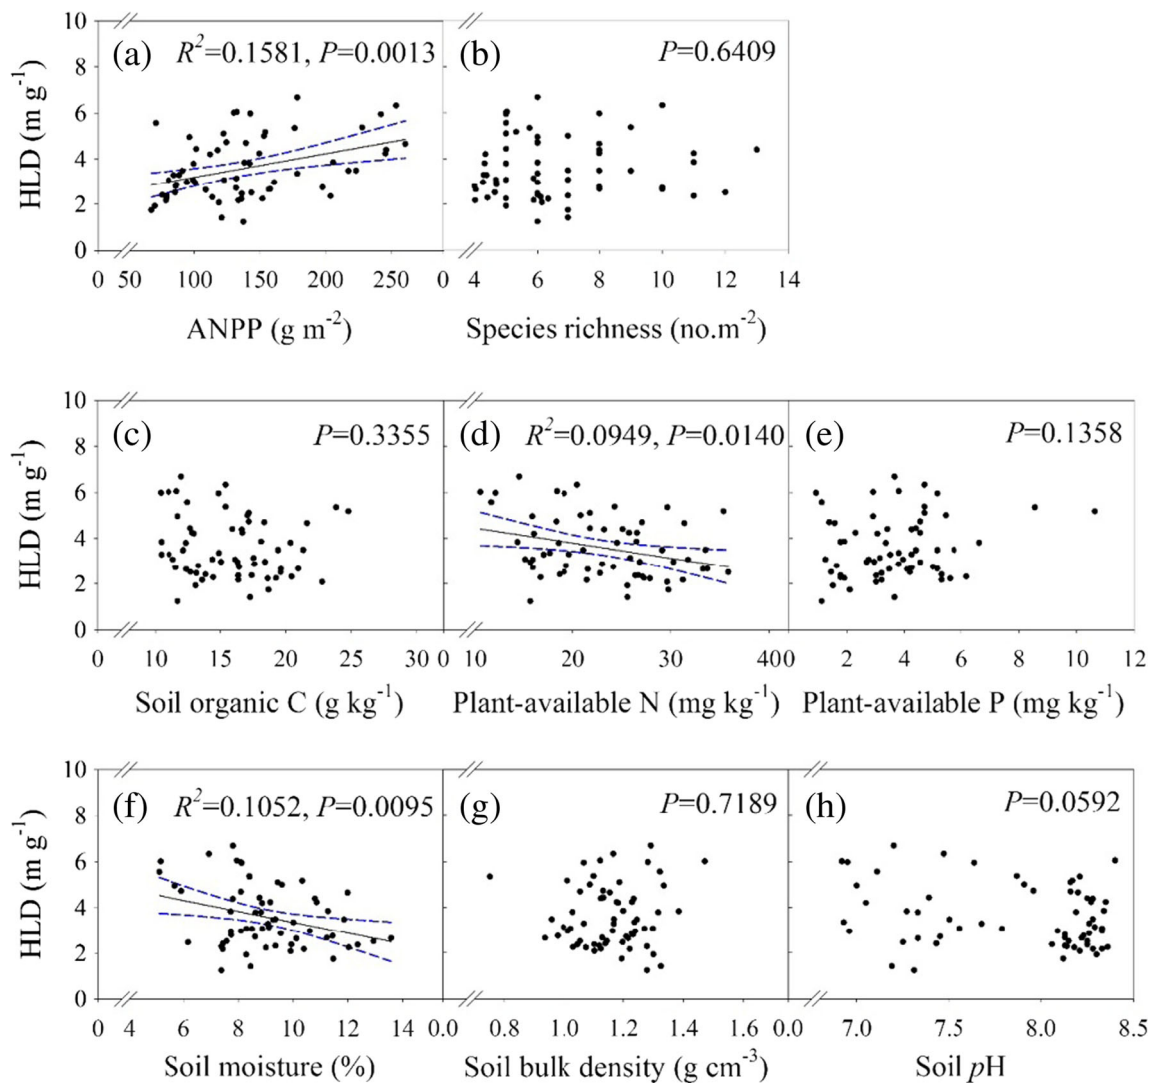 10
8
6
4
2
0
HLD (m g⁻¹)
(a) R²=0.1581, P=0.0013
(b) P=0.6409
0 50 100 150 200 250 0 4 6 8 10 12 14
ANPP (g m⁻²) Species richness (no.m⁻²)
10
8
6
4
2
0
HLD (m g⁻¹)
(c) P=0.3355
(d) R²=0.0949, P=0.0140
(e) P=0.1358
0 10 15 20 25 30 0 10 20 30 40 0 2 4 6 8 10 12
Soil organic C (g kg⁻¹) Plant-available N (mg kg⁻¹) Plant-available P (mg kg⁻¹)
10
8
6
4
2
0
HLD (m g⁻¹)
(f) R²=0.1052, P=0.0095
(g) P=0.7189
(h) P=0.0592
0 4 6 8 10 12 14 0.0 0.8 1.0 1.2 1.4 1.6 0.0 7.0 7.5 8.0 8.5
Soil moisture (%) Soil bulk density (g cm⁻³) Soil pH